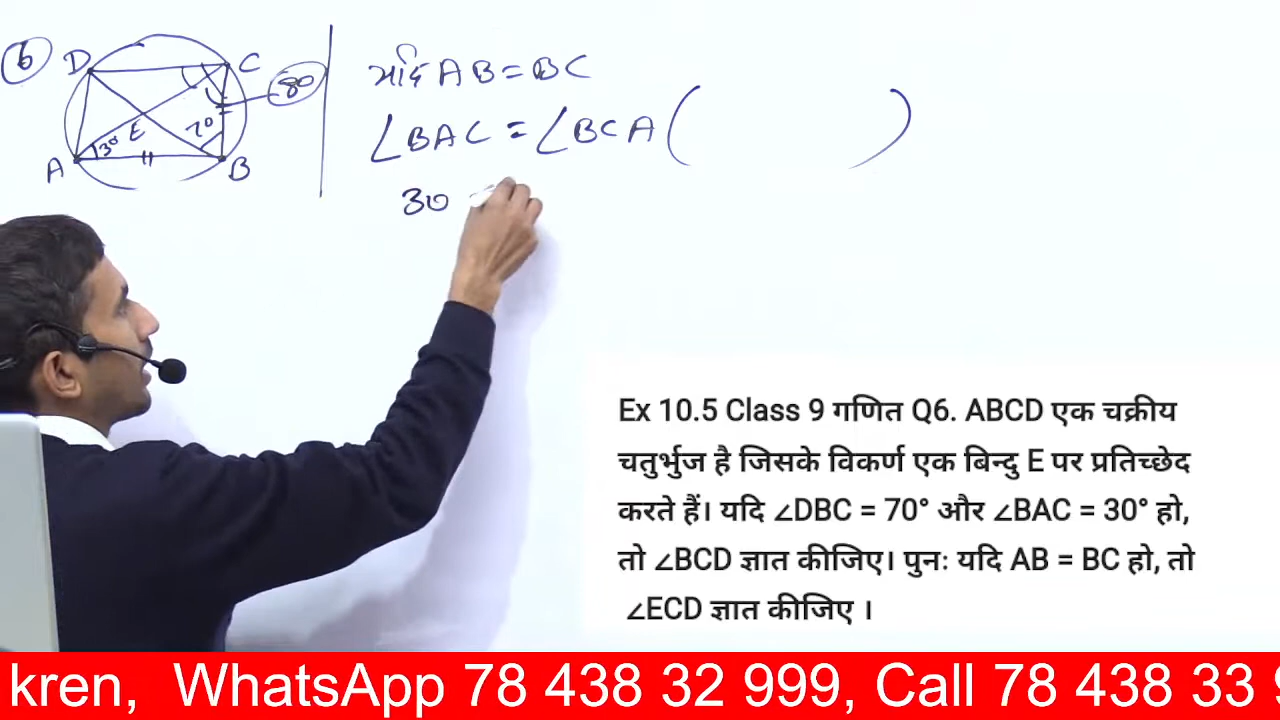 6
D
C
80
30
E
70
A
B
यदि AB = BC
∠BAC = ∠BCA ( )
30
Ex 10.5 Class 9 गणित Q6. ABCD एक चक्रीय
चतुर्भुज है जिसके विकर्ण एक बिन्दु E पर प्रतिच्छेद
करते हैं। यदि ∠DBC = 70° और ∠BAC = 30° हो,
तो ∠BCD ज्ञात कीजिए। पुनः यदि AB = BC हो, तो
∠ECD ज्ञात कीजिए ।
kren, WhatsApp 78 438 32 999, Call 78 438 33 9